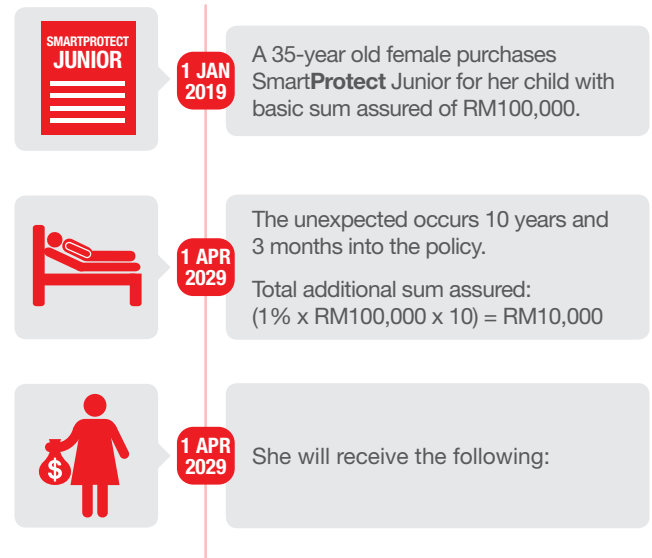 SMARTPROTECT
JUNIOR
1 JAN
2019
A 35-year old female purchases
SmartProtect Junior for her child with
basic sum assured of RM100,000.
1 APR
2029
The unexpected occurs 10 years and
3 months into the policy.
Total additional sum assured:
(1% x RM100,000 x 10) = RM10,000
$
1 APR
2029
She will receive the following: